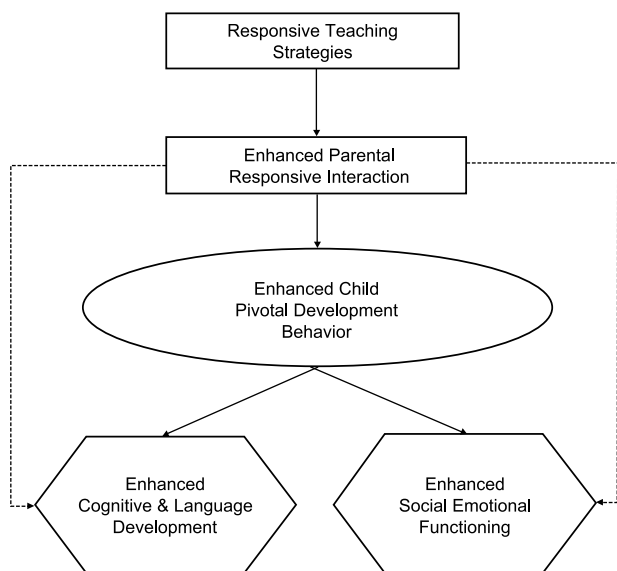 Responsive Teaching
Strategies
Enhanced Parental
Responsive Interaction
Enhanced Child
Pivotal Development
Behavior
Enhanced
Cognitive & Language
Development
Enhanced
Social Emotional
Functioning